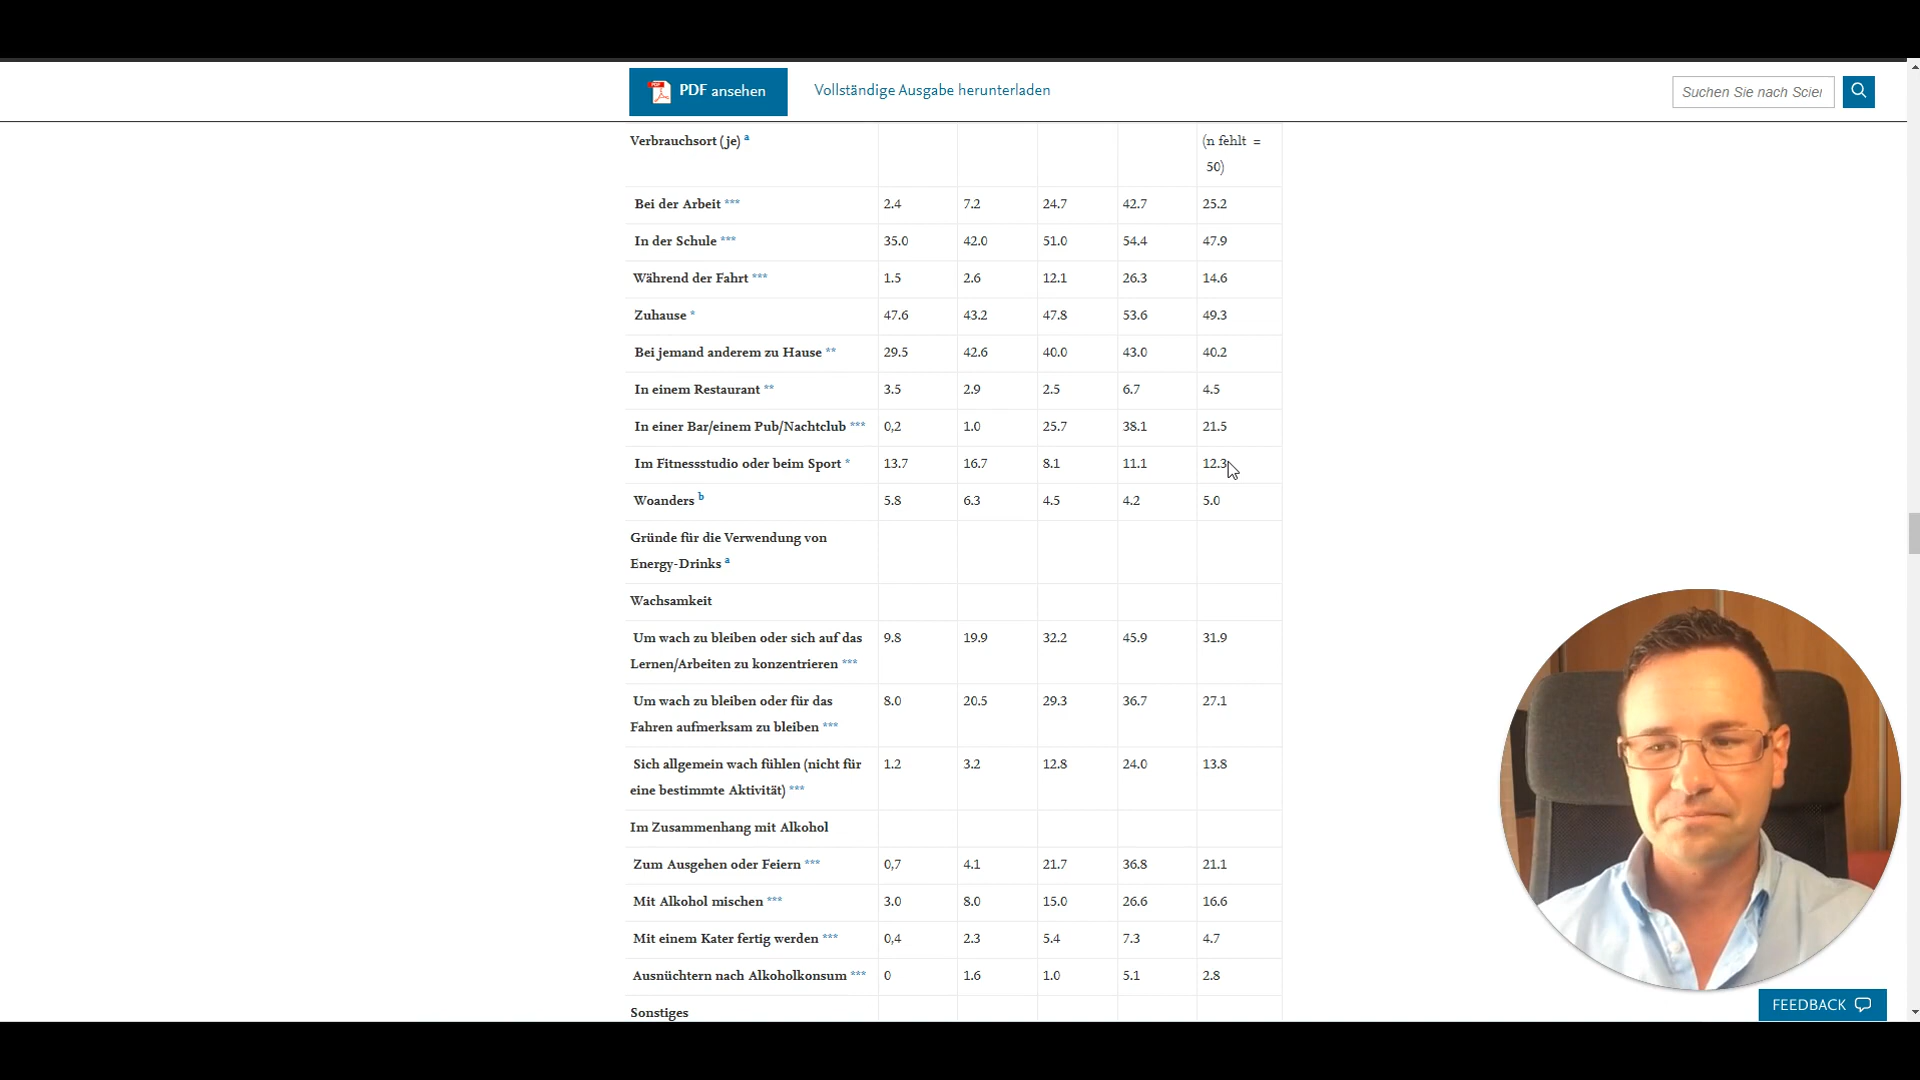 PDF ansehen Vollständige Ausgabe herunterladen Suchen Sie nach Scier
Verbrauchsort (je) a (n fehlt =
50)
Bei der Arbeit *** 2.4 7.2 24.7 42.7 25.2
In der Schule *** 35.0 42.0 51.0 54.4 47.9
Während der Fahrt *** 1.5 2.6 12.1 26.3 14.6
Zuhause * 47.6 43.2 47.8 53.6 49.3
Bei jemand anderem zu Hause ** 29.5 42.6 40.0 43.0 40.2
In einem Restaurant ** 3.5 2.9 2.5 6.7 4.5
In einer Bar/einem Pub/Nachtclub *** 0,2 1.0 25.7 38.1 21.5
Im Fitnessstudio oder beim Sport * 13.7 16.7 8.1 11.1 12.3
Woanders b 5.8 6.3 4.5 4.2 5.0
Gründe für die Verwendung von
Energy-Drinks a
Wachsamkeit
Um wach zu bleiben oder sich auf das 9.8 19.9 32.2 45.9 31.9
Lernen/Arbeiten zu konzentrieren ***
Um wach zu bleiben oder für das 8.0 20.5 29.3 36.7 27.1
Fahren aufmerksam zu bleiben ***
Sich allgemein wach fühlen (nicht für 1.2 3.2 12.8 24.0 13.8
eine bestimmte Aktivität) ***
Im Zusammenhang mit Alkohol
Zum Ausgehen oder Feiern *** 0,7 4.1 21.7 36.8 21.1
Mit Alkohol mischen *** 3.0 8.0 15.0 26.6 16.6
Mit einem Kater fertig werden *** 0,4 2.3 5.4 7.3 4.7
Ausnüchtern nach Alkoholkonsum *** 0 1.6 1.0 5.1 2.8
FEEDBACK
Sonstiges